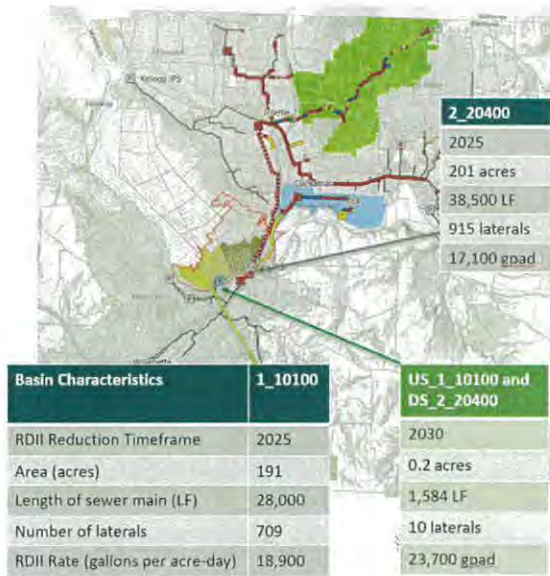 Kellogg IPS
2_20400
2025
201 acres
38,500 LF
915 laterals
17,100 gpad
Basin Characteristics 1_10100
RDII Reduction Timeframe 2025
Area (acres) 191
Length of sewer main (LF) 28,000
Number of laterals 709
RDII Rate (gallons per acre-day) 18,900
US_1_10100 and
DS_2_20400
2030
0.2 acres
1,584 LF
10 laterals
23,700 gpad